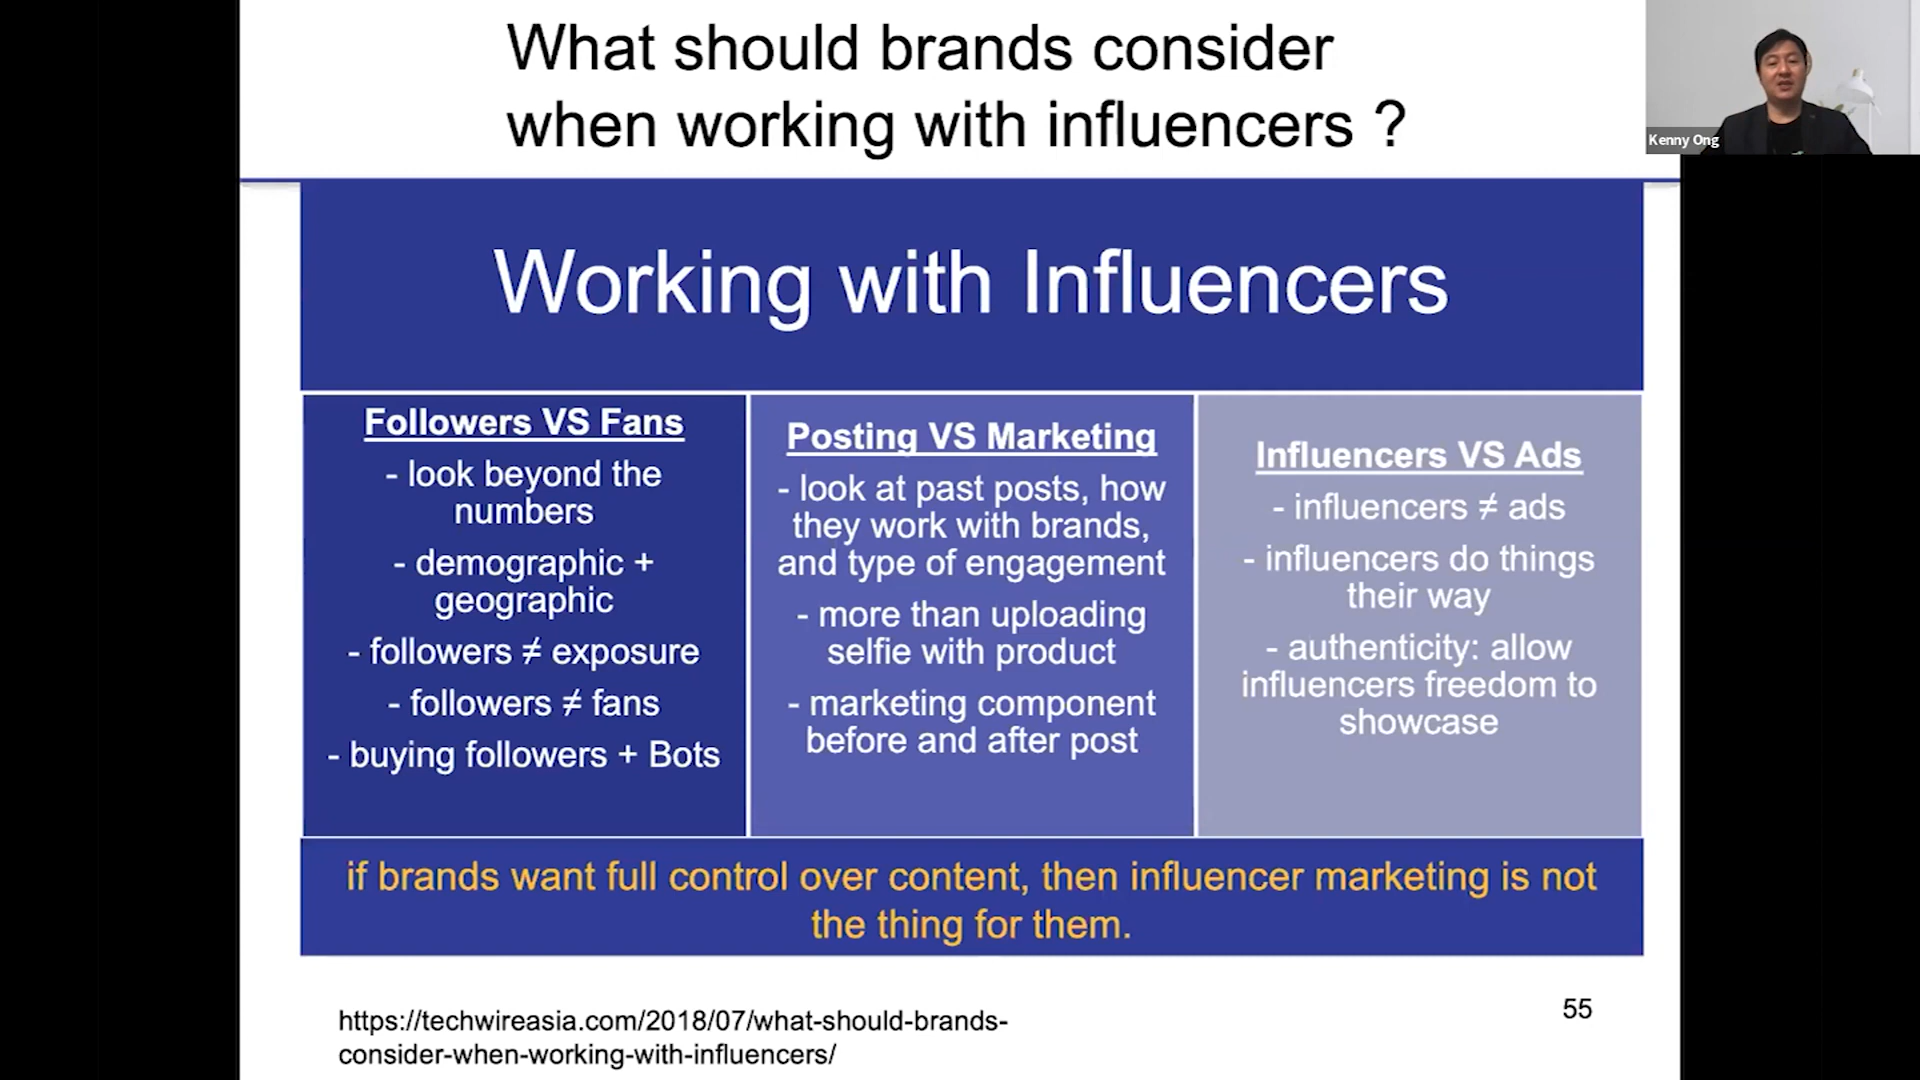 What should brands consider
when working with influencers ?
Kenny Ong
Working with Influencers
Followers VS Fans
- look beyond the
numbers
- demographic +
geographic
- followers ≠ exposure
- followers ≠ fans
- buying followers + Bots
Posting VS Marketing
- look at past posts, how
they work with brands,
and type of engagement
- more than uploading
selfie with product
- marketing component
before and after post
Influencers VS Ads
- influencers ≠ ads
- influencers do things
their way
- authenticity: allow
influencers freedom to
showcase
if brands want full control over content, then influencer marketing is not
the thing for them.
https://techwireasia.com/2018/07/what-should-brands-
consider-when-working-with-influencers/
55